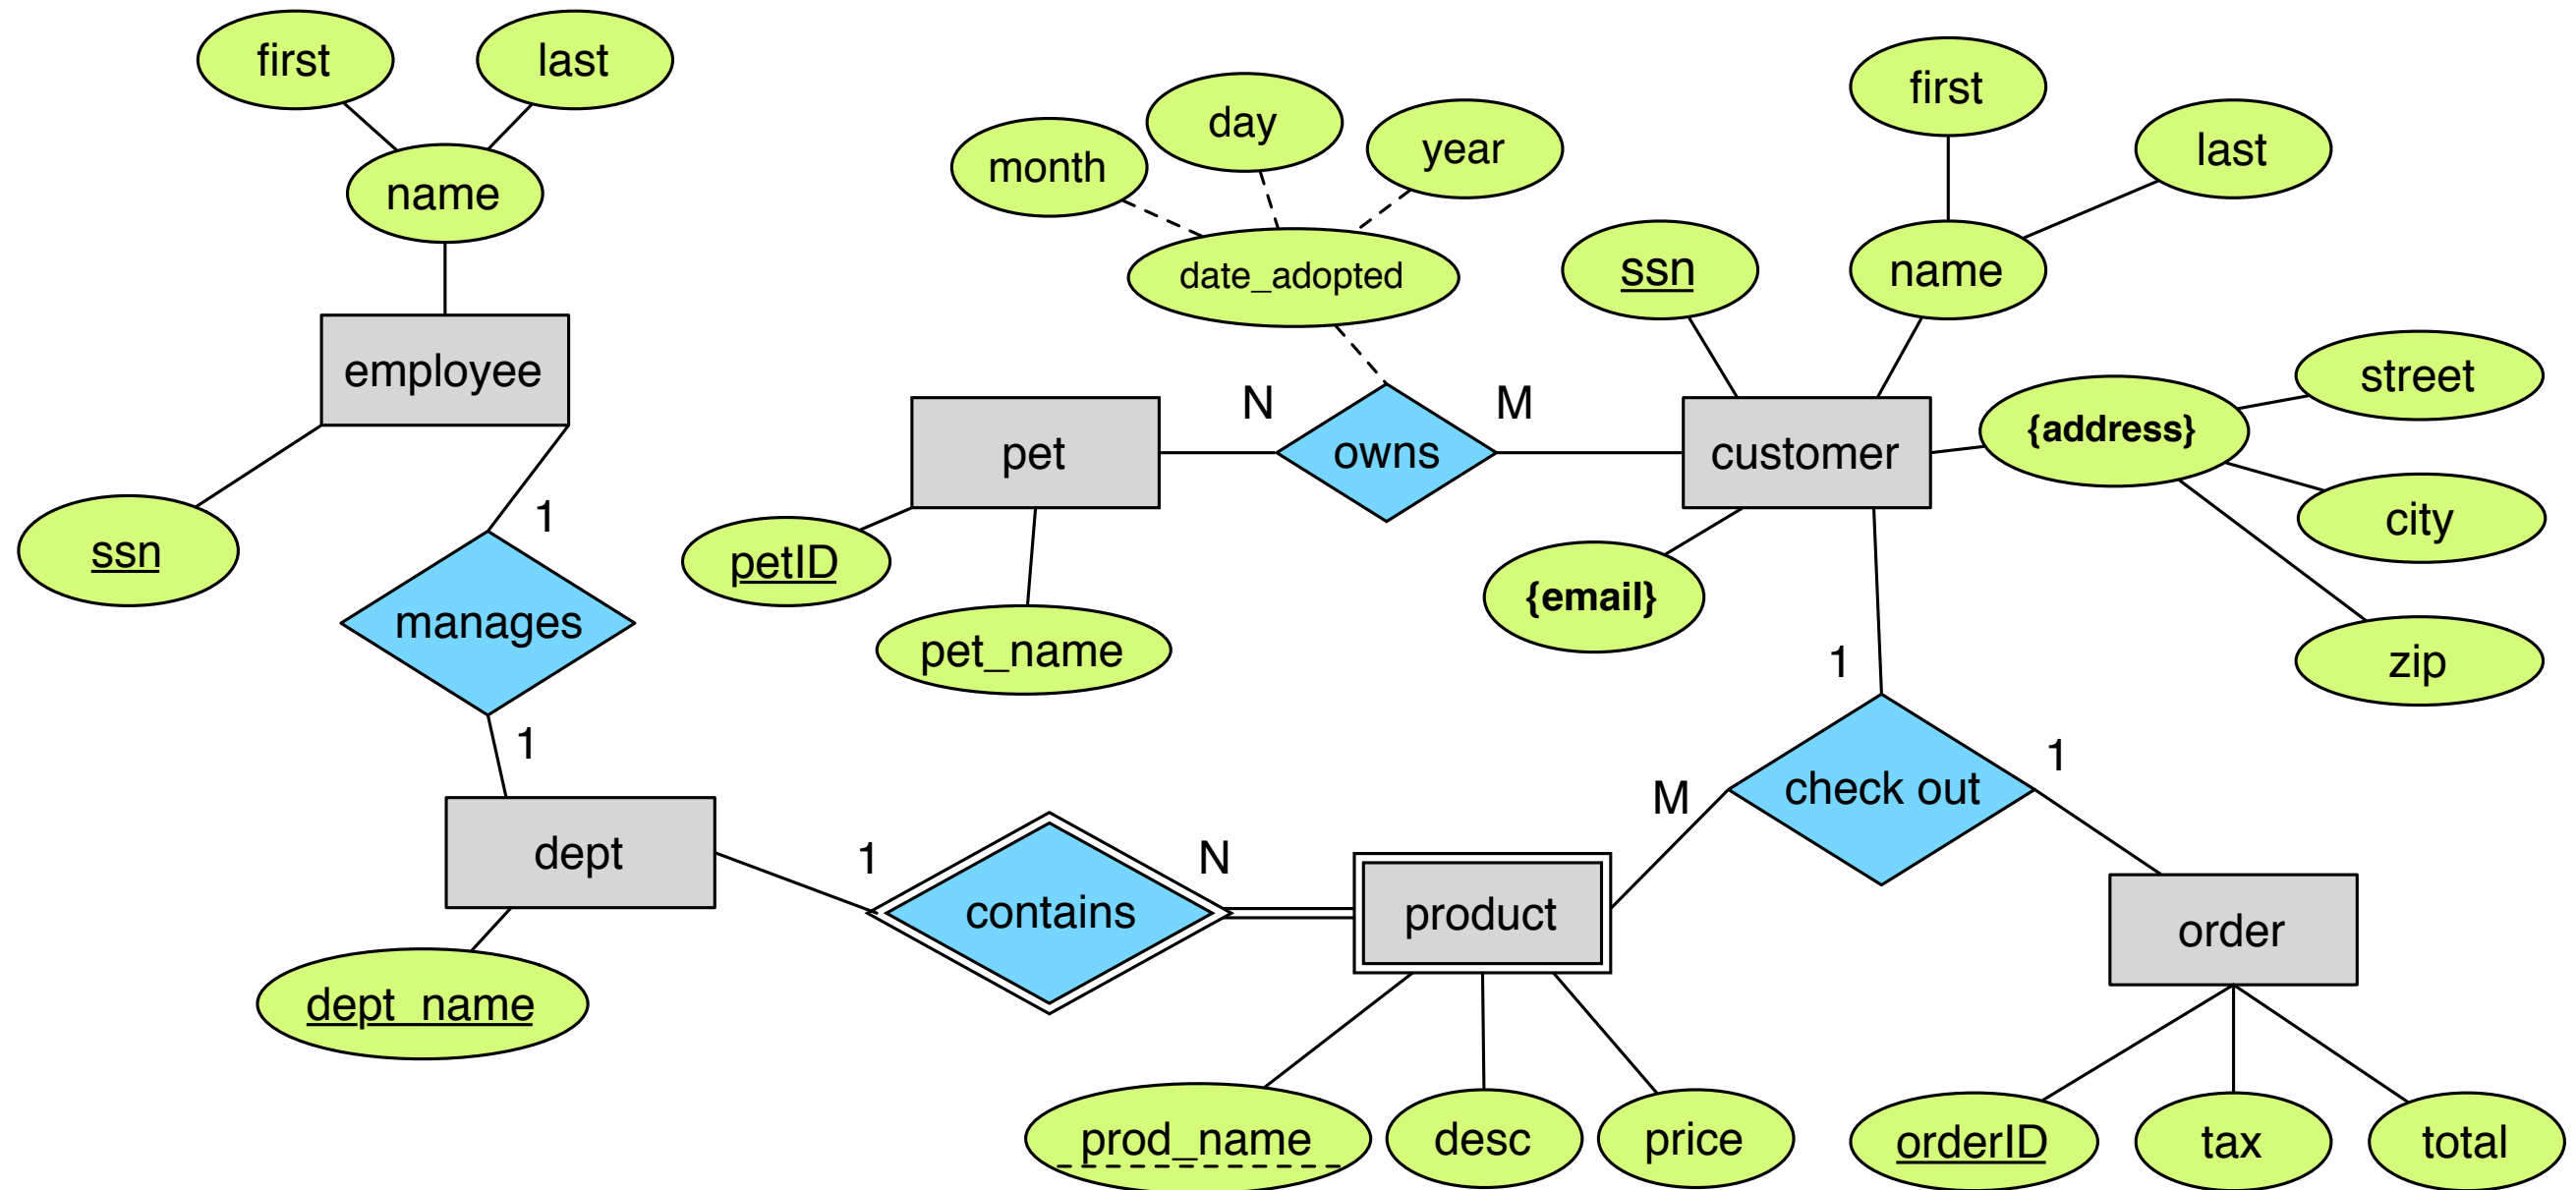 first
last
name
employee
ssn
1
manages
1
dept
dept_name
month
day
year
date_adopted
pet
N
owns
M
petID
pet_name
ssn
first
last
name
customer
{address}
street
city
zip
{email}
1
check out
M
1
1
contains
N
product
prod_name
desc
price
order
orderID
tax
total